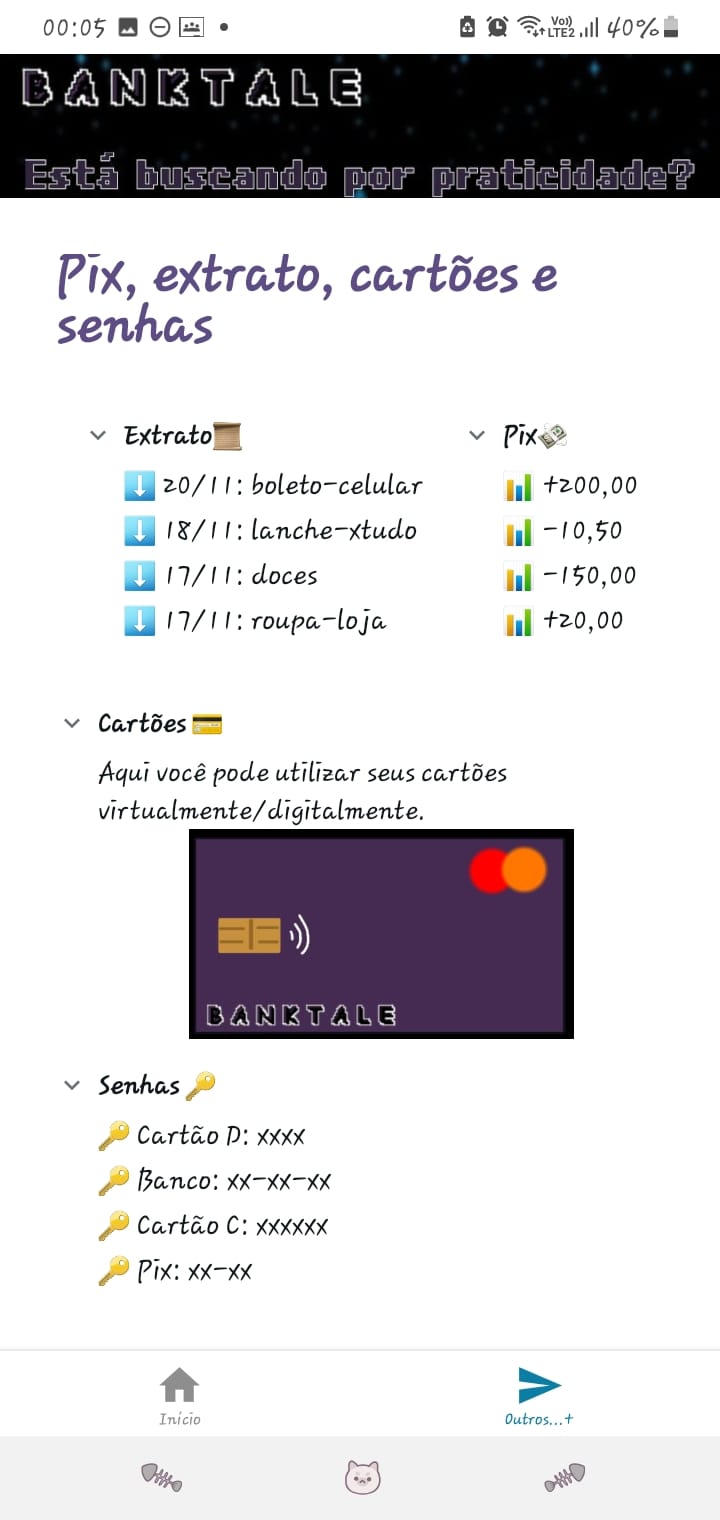 00:05 Vo)) LTE2 40%
BANKTALE
Está buscando por praticidade?
Pix, extrato, cartões e
senhas
Extrato
20/11: boleto-celular
18/11: lanche-xtudo
17/11: doces
17/11: roupa-loja
Pix
+200,00
-10,50
-150,00
+20,00
Cartões
Aqui você pode utilizar seus cartões
virtualmente/digitalmente.
BANKTALE
Senhas
Cartão D: xxxx
Banco: xx-xx-xx
Cartão C: xxxxxx
Pix: xx-xx
Início
Outros...+